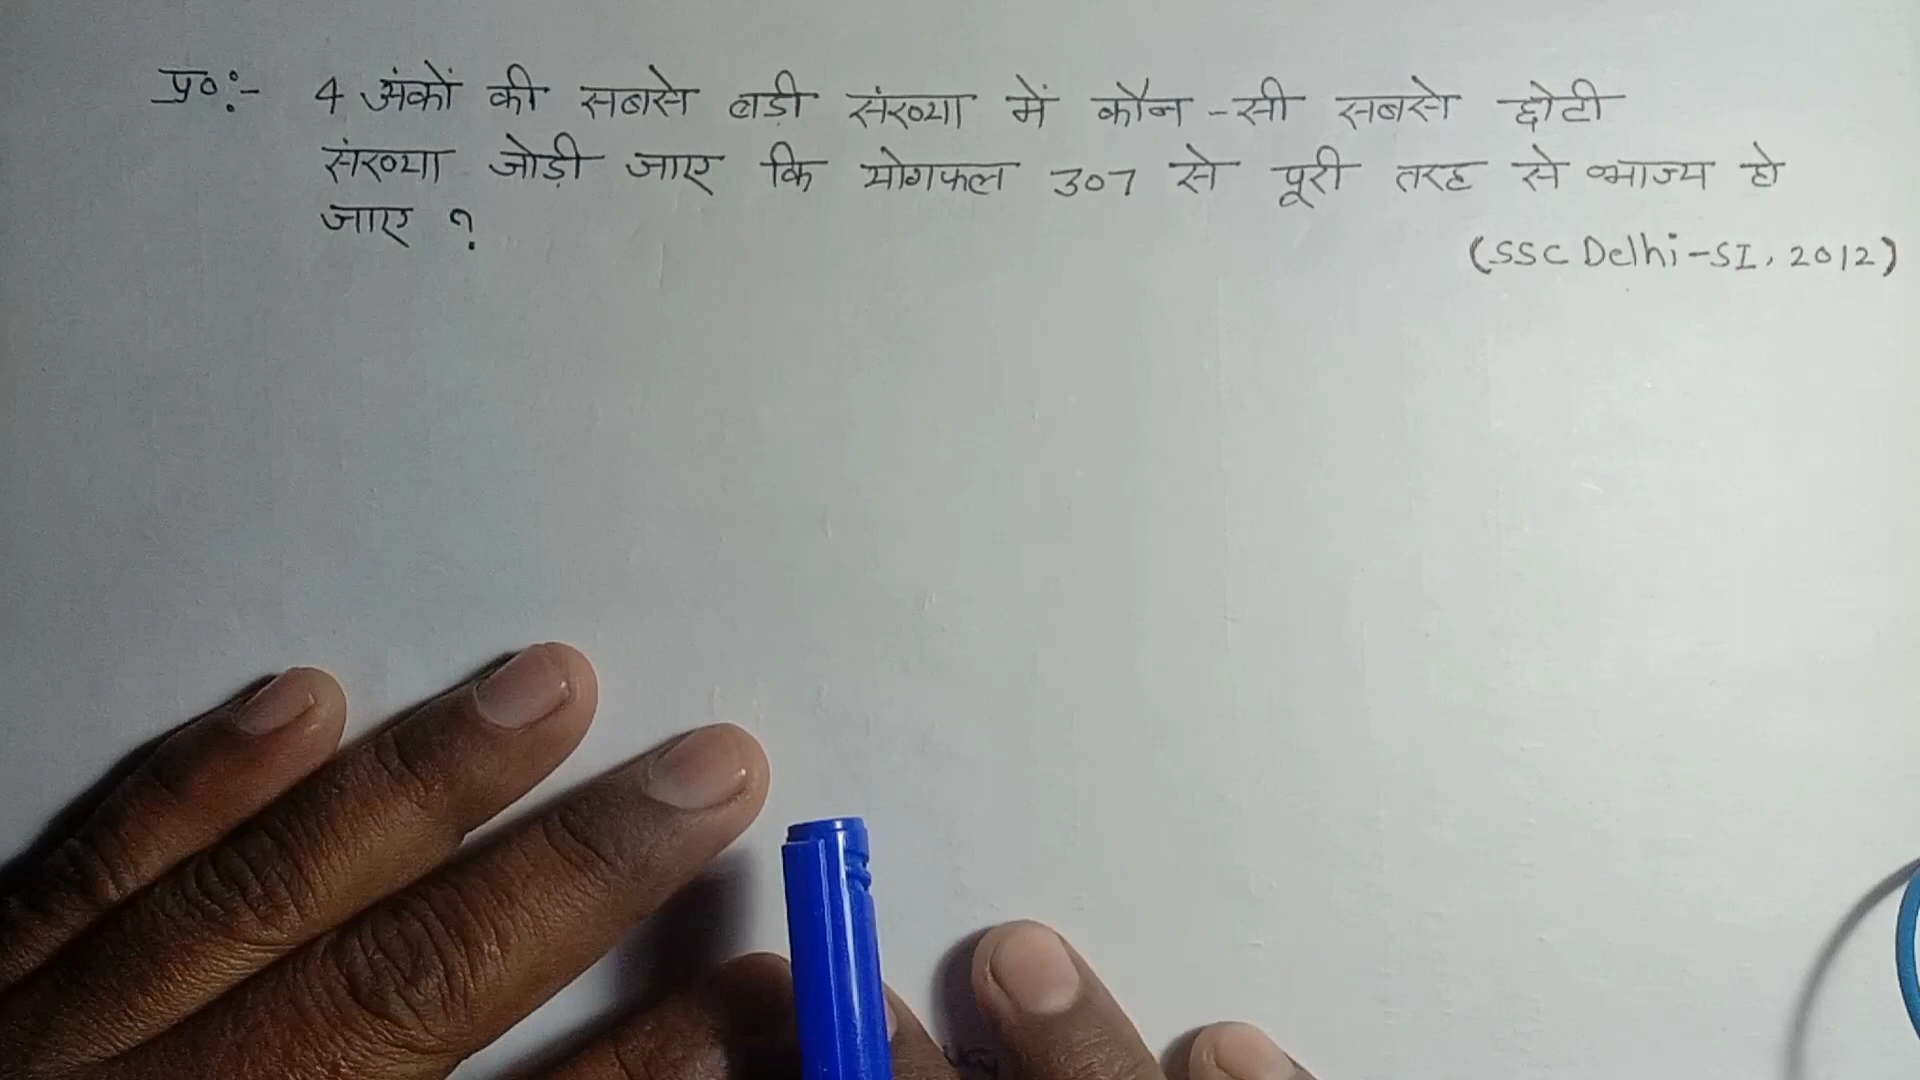 प्र०:- 4 अंकों की सबसे बड़ी संख्या में कौन-सी सबसे छोटी
संख्या जोड़ी जाए कि योगफल 307 से पूरी तरह से भाज्य हो
जाए ?
(SSC Delhi-SI, 2012)